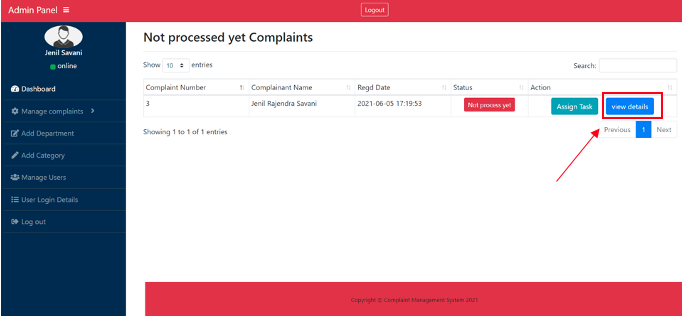 Admin Panel
Logout
Jenil Savani
online
Dashboard
Manage complaints
Add Department
Add Category
Manage Users
User Login Details
Log out
Not processed yet Complaints
Show 10 entries
Search:
Complaint Number Complainant Name Regd Date Status Action
3 Jenil Rajendra Savani 2021-06-05 17:19:53 Not process yet Assign Task view details
Showing 1 to 1 of 1 entries
Previous 1 Next
Copyright © Complaint Management System 2021